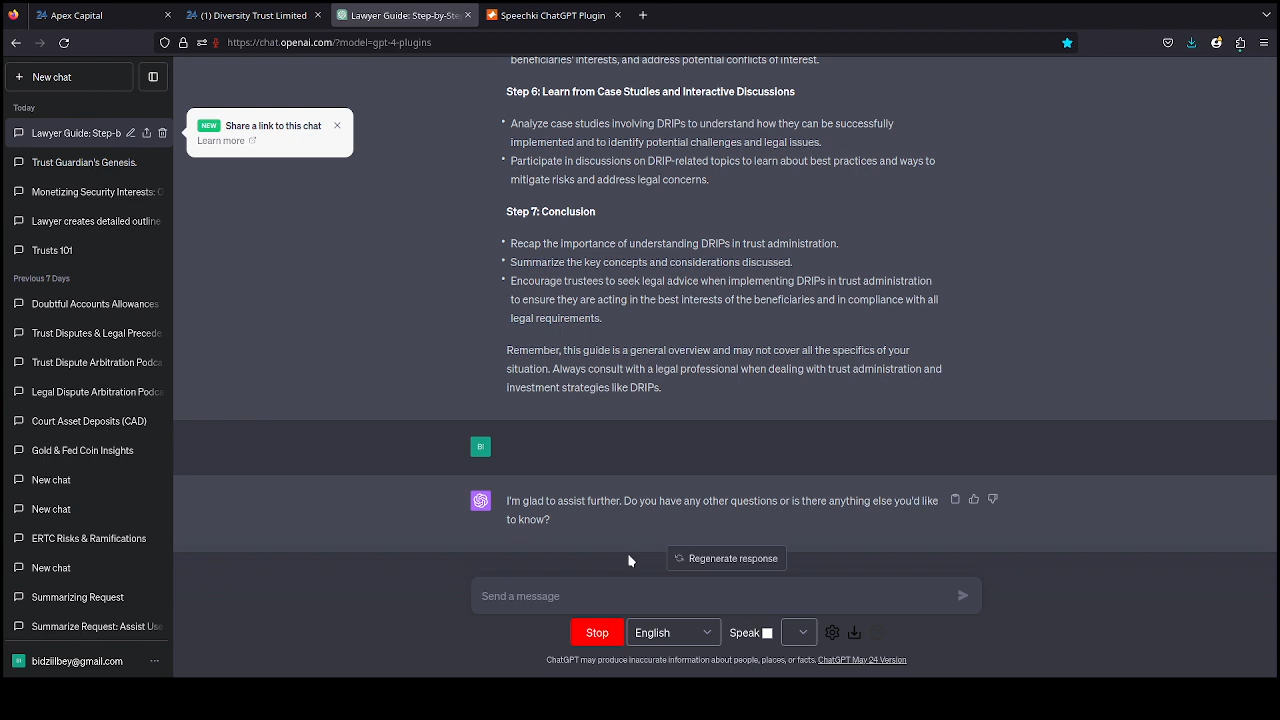 Apex Capital
(1) Diversity Trust Limited
Lawyer Guide: Step-by-Ste
Speechki ChatGPT Plugin
https://chat.openai.com/?model=gpt-4-plugins
New chat
Today
Lawyer Guide: Step-b
Trust Guardian's Genesis.
Monetizing Security Interests:
Lawyer creates detailed outline
Trusts 101
Previous 7 Days
Doubtful Accounts Allowances
Trust Disputes & Legal Precede
Trust Dispute Arbitration Podca
Legal Dispute Arbitration Podca
Court Asset Deposits (CAD)
Gold & Fed Coin Insights
New chat
New chat
ERTC Risks & Ramifications
New chat
Summarizing Request
Summarize Request: Assist Use
bidzillbey@gmail.com
NEW Share a link to this chat
Learn more
beneficiaries' interests, and address potential conflicts of interest.
Step 6: Learn from Case Studies and Interactive Discussions
• Analyze case studies involving DRIPs to understand how they can be successfully
implemented and to identify potential challenges and legal issues.
• Participate in discussions on DRIP-related topics to learn about best practices and ways to
mitigate risks and address legal concerns.
Step 7: Conclusion
• Recap the importance of understanding DRIPs in trust administration.
• Summarize the key concepts and considerations discussed.
• Encourage trustees to seek legal advice when implementing DRIPs in trust administration
to ensure they are acting in the best interests of the beneficiaries and in compliance with all
legal requirements.
Remember, this guide is a general overview and may not cover all the specifics of your
situation. Always consult with a legal professional when dealing with trust administration and
investment strategies like DRIPs.
BI
I'm glad to assist further. Do you have any other questions or is there anything else you'd like
to know?
Regenerate response
Send a message
Stop
English
Speak
ChatGPT may produce inaccurate information about people, places, or facts. ChatGPT May 24 Version